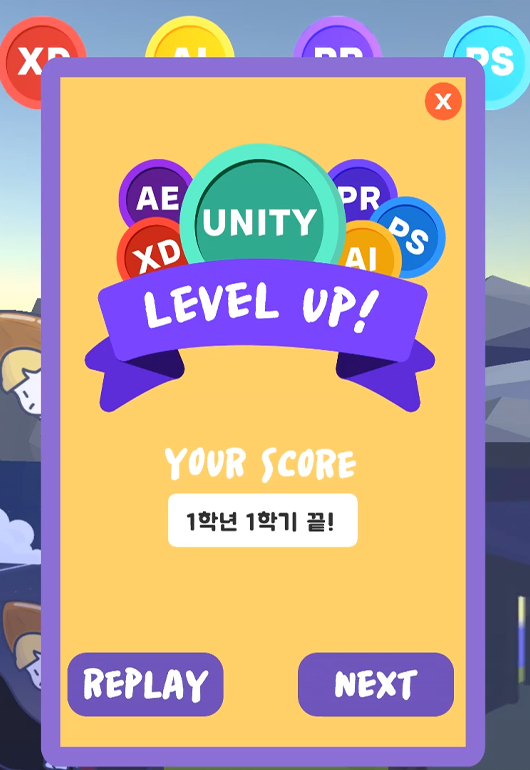 XD AI PR PS
X
AE UNITY PR
XD AI PS
LEVEL UP!
YOUR SCORE
1학년 1학기 끝!
REPLAY NEXT